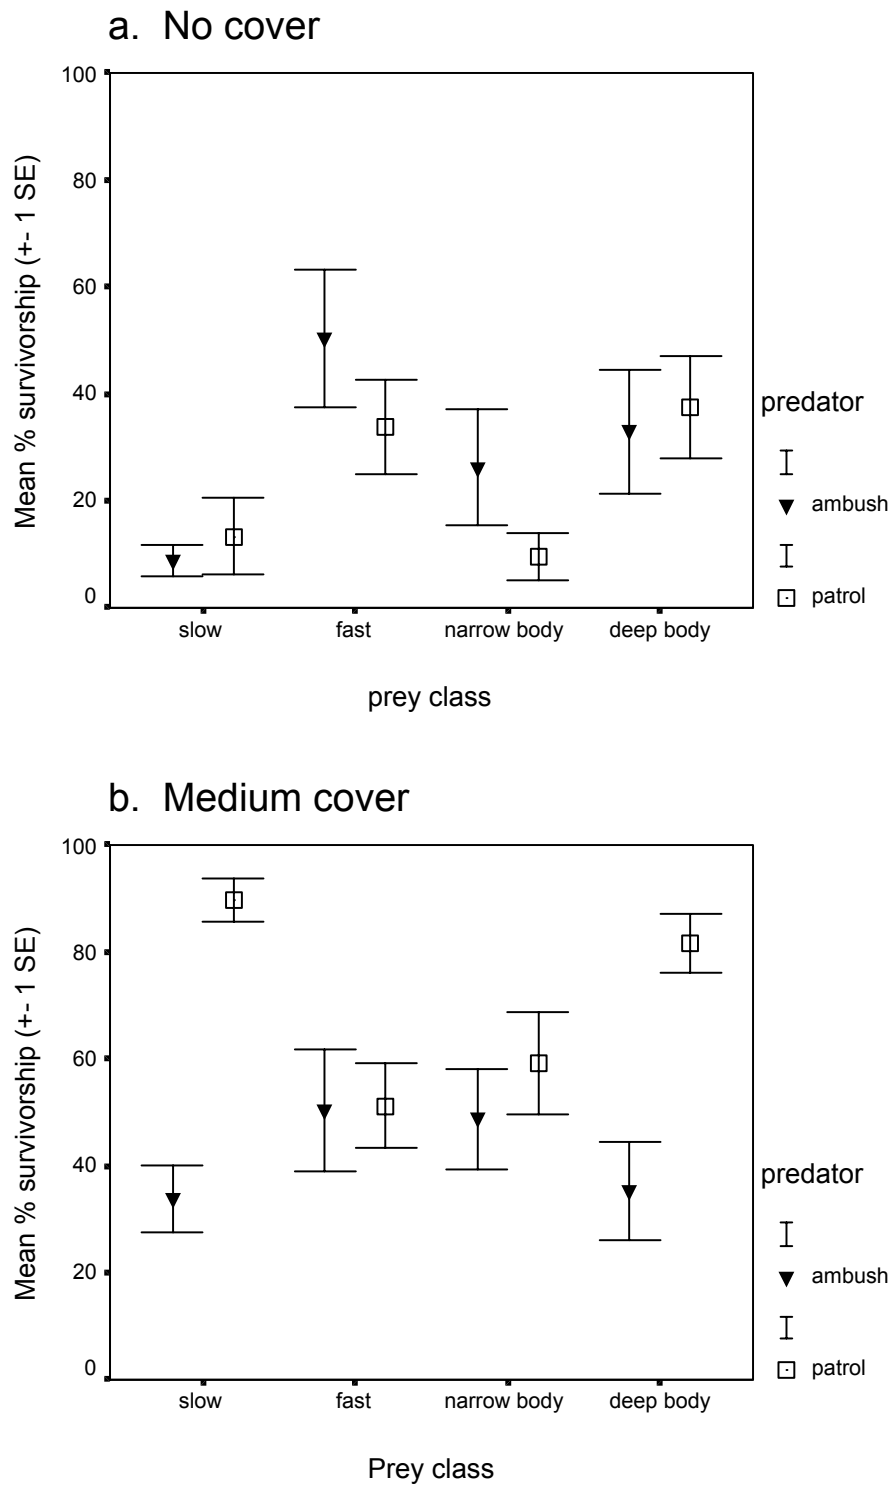 a. No cover
Mean % survivorship (+- 1 SE)
100
80
60
40
20
0
slow fast narrow body deep body
prey class
predator
ambush
patrol
b. Medium cover
Mean % survivorship (+- 1 SE)
100
80
60
40
20
0
slow fast narrow body deep body
Prey class
predator
ambush
patrol